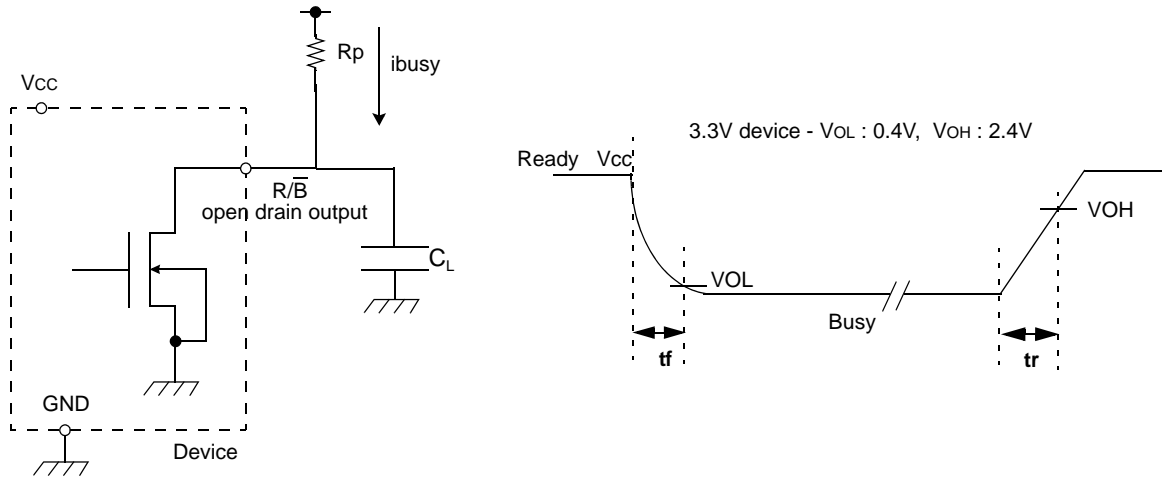 Rp
ibusy
VCC
R/B̅
open drain output
CL
GND
Device
3.3V device - VOL : 0.4V, VOH : 2.4V
Ready Vcc
VOH
VOL
Busy
tf
tr